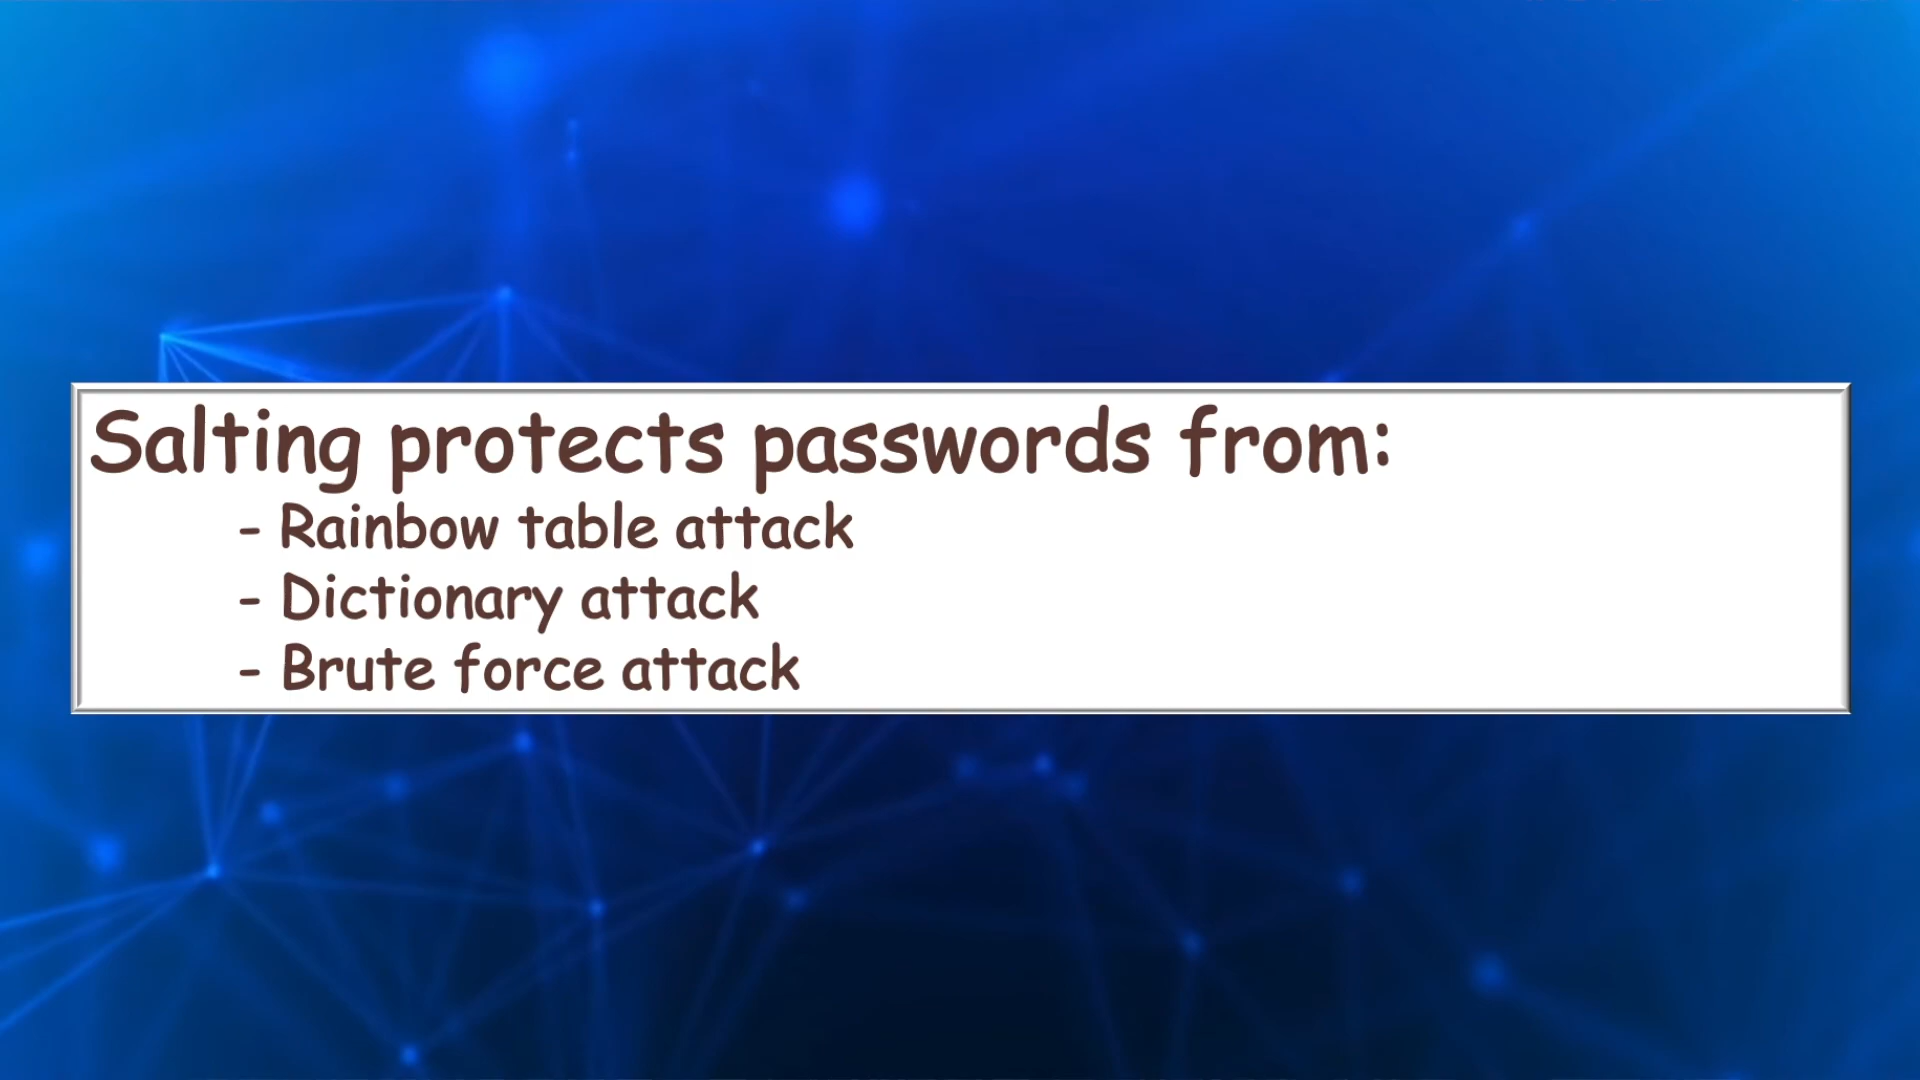 Salting protects passwords from:
- Rainbow table attack
- Dictionary attack
- Brute force attack